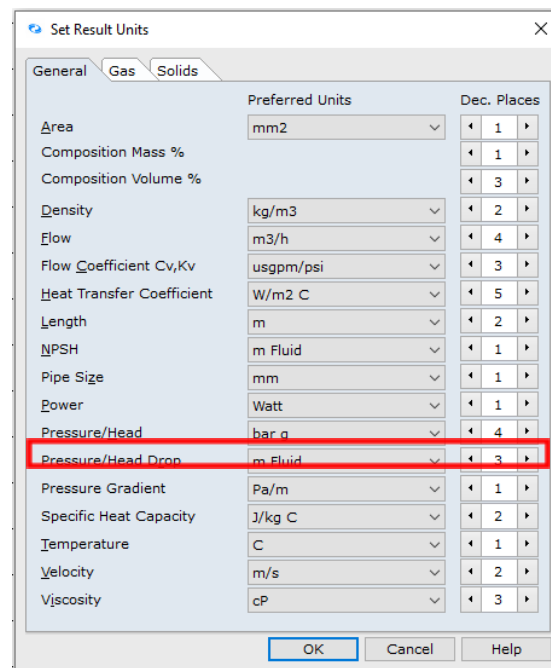 Set Result Units
General Gas Solids
Preferred Units Dec. Places
Area mm2 1
Composition Mass % 1
Composition Volume % 3
Density kg/m3 2
Flow m3/h 4
Flow Coefficient Cv,Kv usgpm/psi 3
Heat Transfer Coefficient W/m2 C 5
Length m 2
NPSH m Fluid 1
Pipe Size mm 1
Power Watt 1
Pressure/Head bar g 4
Pressure/Head Drop m Fluid 3
Pressure Gradient Pa/m 1
Specific Heat Capacity J/kg C 2
Temperature C 1
Velocity m/s 2
Viscosity cP 3
OK Cancel Help